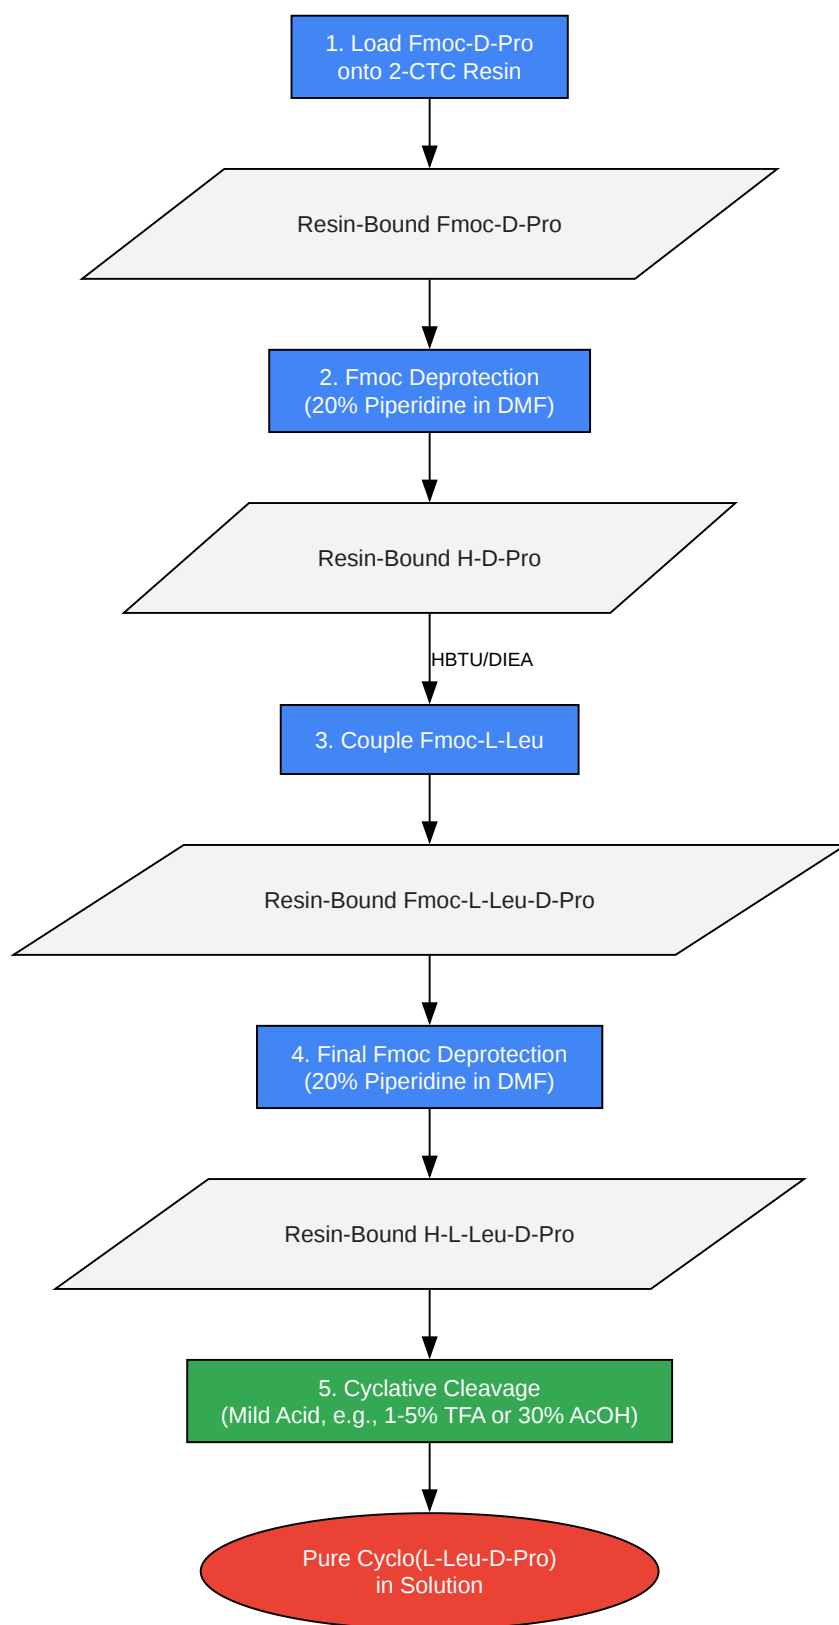 1. Load Fmoc-D-Pro
onto 2-CTC Resin
Resin-Bound Fmoc-D-Pro
2. Fmoc Deprotection
(20% Piperidine in DMF)
Resin-Bound H-D-Pro
HBTU/DIEA
3. Couple Fmoc-L-Leu
Resin-Bound Fmoc-L-Leu-D-Pro
4. Final Fmoc Deprotection
(20% Piperidine in DMF)
Resin-Bound H-L-Leu-D-Pro
5. Cyclative Cleavage
(Mild Acid, e.g., 1-5% TFA or 30% AcOH)
Pure Cyclo(L-Leu-D-Pro)
in Solution